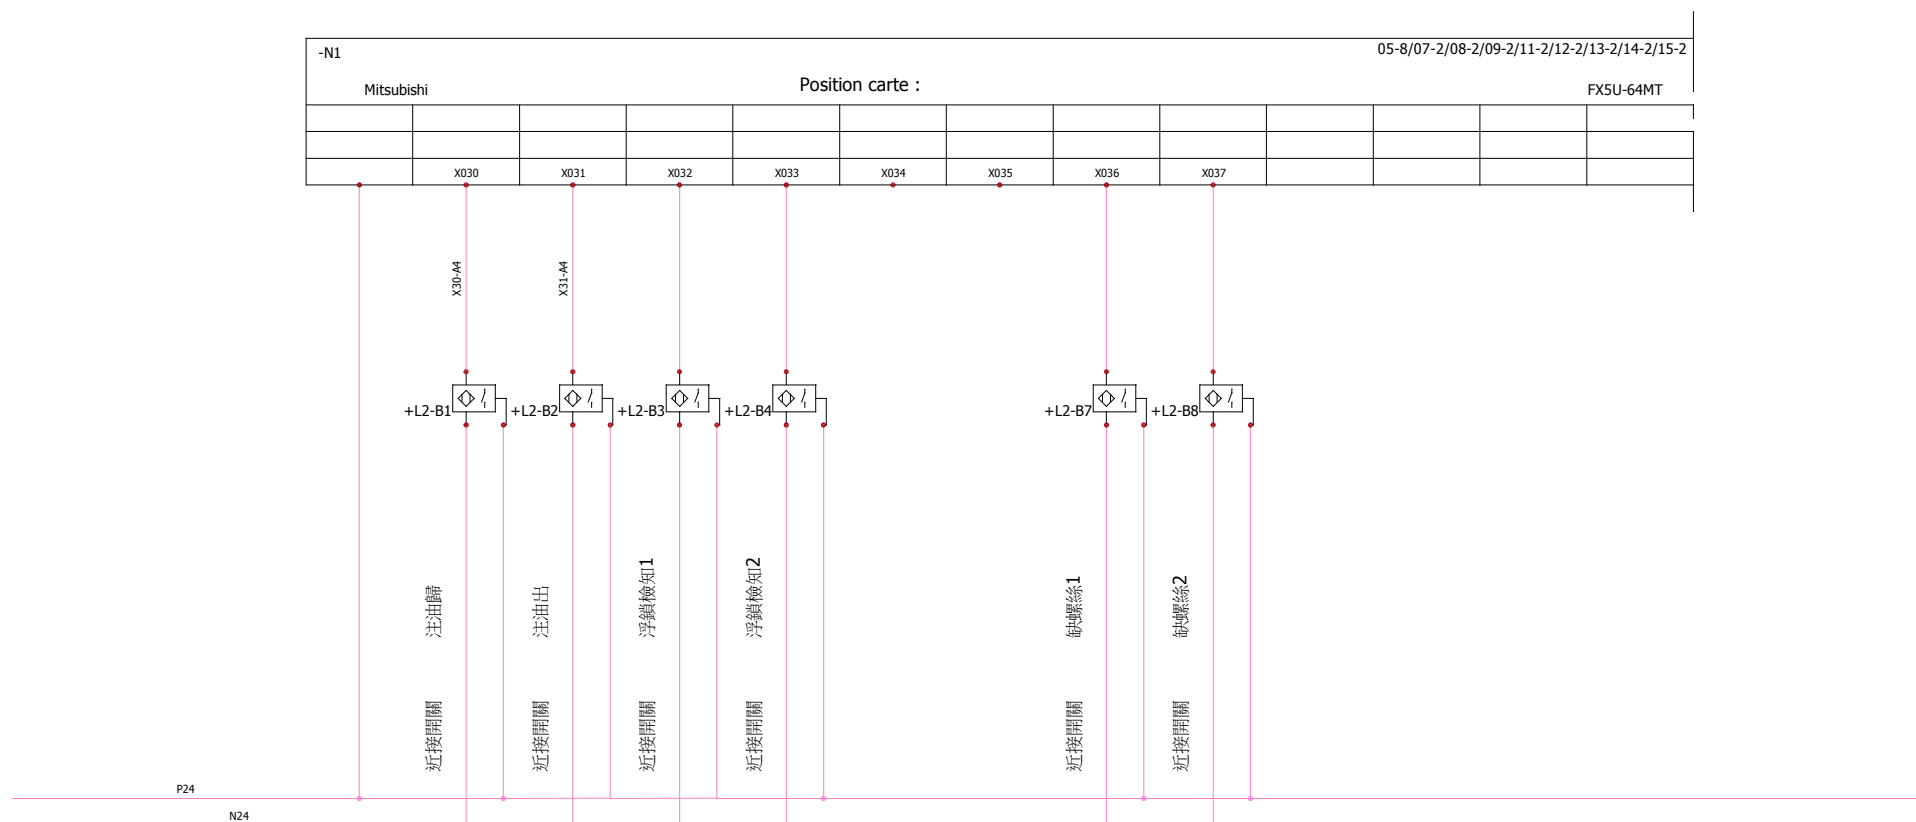 -N1
05-8/07-2/08-2/09-2/11-2/12-2/13-2/14-2/15-2
Mitsubishi
Position carte :
FX5U-64MT
X030
X031
X032
X033
X034
X035
X036
X037
X30-A4
X31-A4
+L2-B1
+L2-B2
+L2-B3
+L2-B4
+L2-B7
+L2-B8
近接開關 注油歸
近接開關 注油出
近接開關 浮鎖檢知1
近接開關 浮鎖檢知2
近接開關 缺螺絲1
近接開關 缺螺絲2
P24
N24